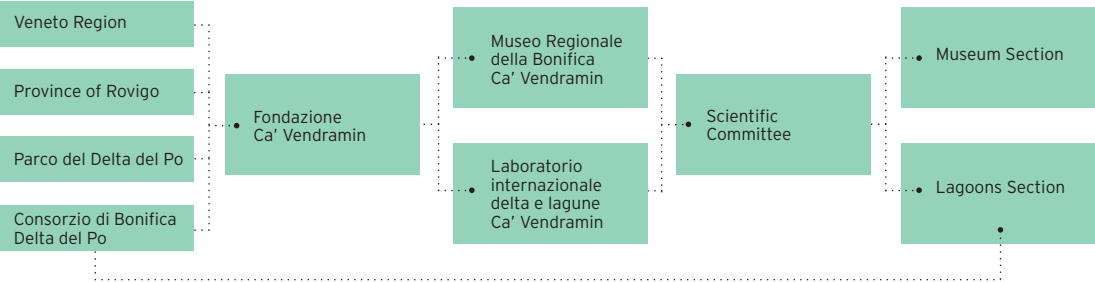 Veneto Region
Province of Rovigo
Parco del Delta del Po
Consorzio di Bonifica
Delta del Po
Fondazione
Ca’ Vendramin
Museo Regionale
della Bonifica
Ca’ Vendramin
Laboratorio
internazionale
delta e lagune
Ca’ Vendramin
Scientific
Committee
Museum Section
Lagoons Section